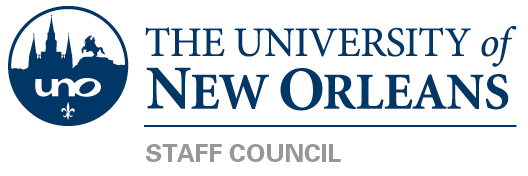 uno
THE UNIVERSITY of
NEW ORLEANS
STAFF COUNCIL